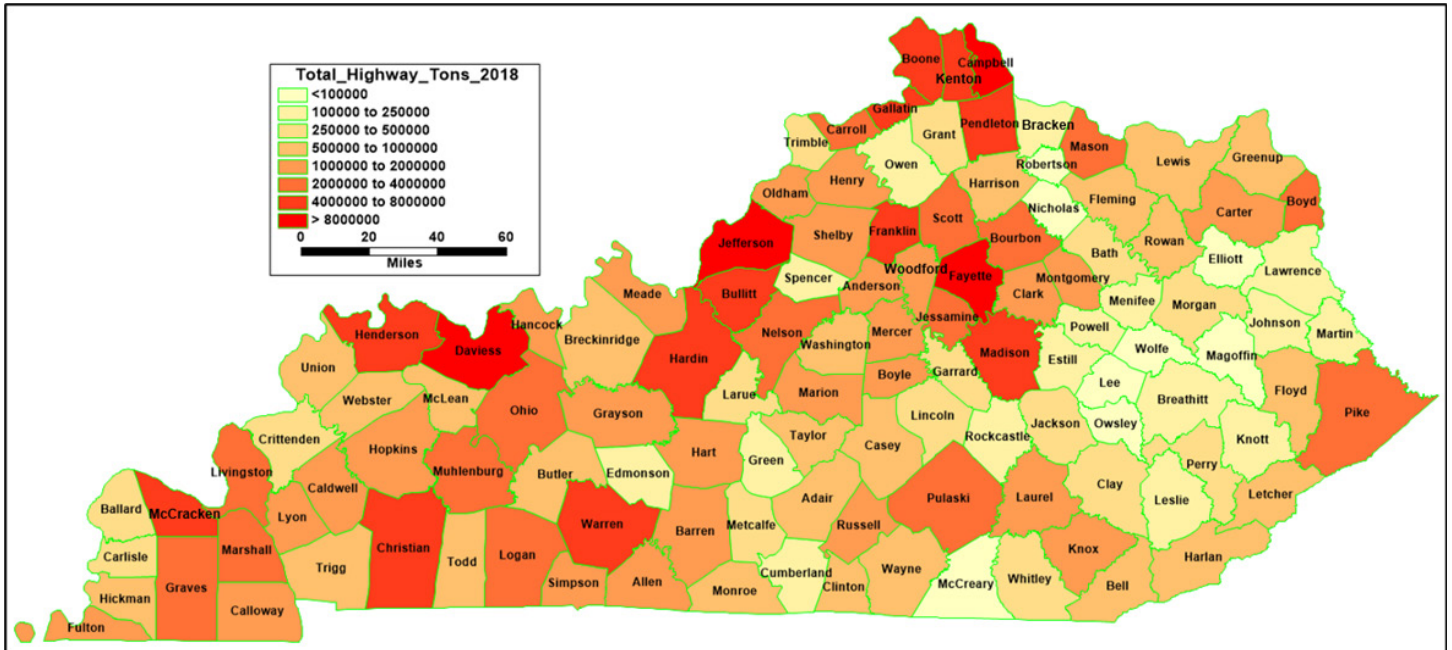 Total_Highway_Tons_2018
<100000
100000 to 250000
250000 to 500000
500000 to 1000000
1000000 to 2000000
2000000 to 4000000
4000000 to 8000000
> 8000000
0 20 40 60
Miles
Boone
Campbell
Kenton
Gallatin
Carroll
Trimble
Grant
Pendleton
Bracken
Mason
Owen
Robertson
Lewis
Greenup
Oldham
Henry
Harrison
Nicholas
Fleming
Carter
Boyd
Jefferson
Shelby
Franklin
Scott
Bourbon
Bath
Rowan
Elliott
Lawrence
Spencer
Anderson
Woodford
Fayette
Clark
Montgomery
Meade
Bullitt
Nelson
Jessamine
Menifee
Morgan
Johnson
Martin
Henderson
Daviess
Hancock
Breckinridge
Hardin
Washington
Mercer
Madison
Estill
Powell
Wolfe
Magoffin
Union
Webster
McLean
Ohio
Grayson
Larue
Marion
Boyle
Garrard
Lee
Floyd
Pike
Crittenden
Hopkins
Muhlenburg
Butler
Edmonson
Hart
Green
Taylor
Casey
Lincoln
Rockcastle
Jackson
Owsley
Breathitt
Knott
Livingston
Caldwell
Lyon
Ballard
McCracken
Marshall
Christian
Todd
Logan
Warren
Barren
Metcalfe
Adair
Russell
Pulaski
Laurel
Clay
Perry
Leslie
Letcher
Carlisle
Graves
Trigg
Simpson
Allen
Monroe
Cumberland
Clinton
Wayne
McCreary
Whitley
Knox
Bell
Harlan
Hickman
Calloway
Fulton